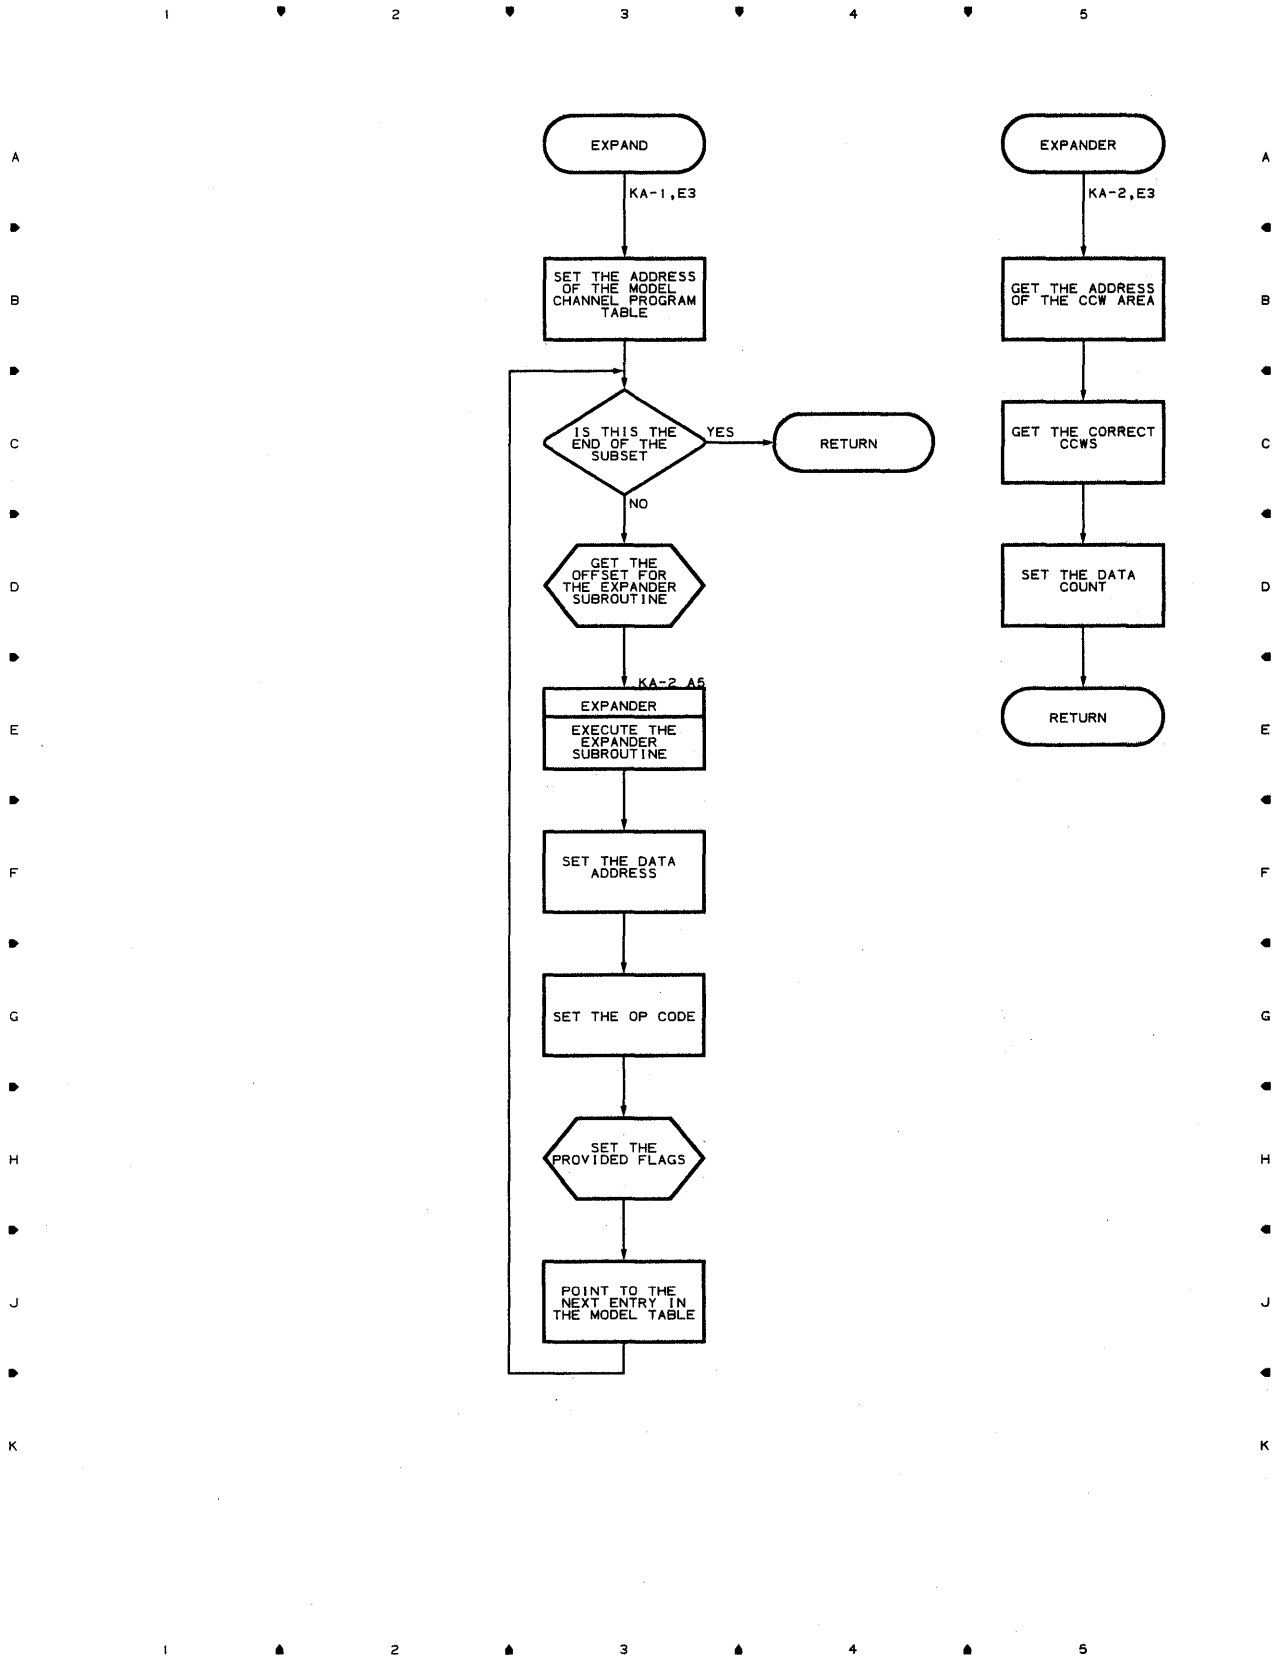 1 2 3 4 5
A
EXPAND
EXPANDER
A
KA-1,E3
KA-2,E3
B
SET THE ADDRESS
OF THE MODEL
CHANNEL PROGRAM
TABLE
GET THE ADDRESS
OF THE CCW AREA
B
C
IS THIS THE
END OF THE
SUBSET
YES
RETURN
GET THE CORRECT
CCWS
C
NO
D
GET THE
OFFSET FOR
THE EXPANDER
SUBROUTINE
SET THE DATA
COUNT
D
KA-2 A5
E
EXPANDER
EXECUTE THE
EXPANDER
SUBROUTINE
RETURN
E
F
SET THE DATA
ADDRESS
F
G
SET THE OP CODE
G
H
SET THE
PROVIDED FLAGS
H
J
POINT TO THE
NEXT ENTRY IN
THE MODEL TABLE
J
K
K
1 2 3 4 5